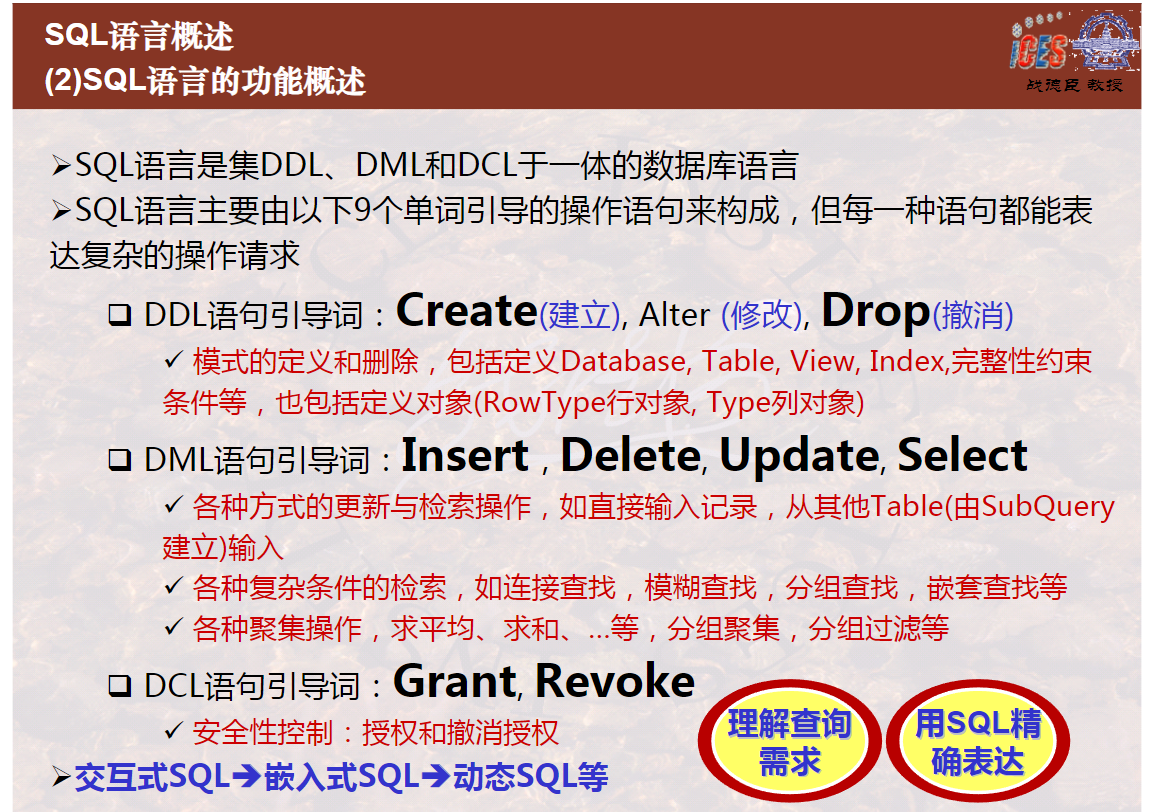 SQL语言概述
(2)SQL语言的功能概述
iCES
战德臣 教授
➢SQL语言是集DDL、DML和DCL于一体的数据库语言
➢SQL语言主要由以下9个单词引导的操作语句来构成，但每一种语句都能表
达复杂的操作请求
❑ DDL语句引导词：Create(建立), Alter (修改), Drop(撤消)
✓ 模式的定义和删除，包括定义Database, Table, View, Index,完整性约束
条件等，也包括定义对象(RowType行对象, Type列对象)
❑ DML语句引导词：Insert , Delete, Update, Select
✓ 各种方式的更新与检索操作，如直接输入记录，从其他Table(由SubQuery
建立)输入
✓ 各种复杂条件的检索，如连接查找，模糊查找，分组查找，嵌套查找等
✓ 各种聚集操作，求平均、求和、...等，分组聚集，分组过滤等
❑ DCL语句引导词：Grant, Revoke
✓ 安全性控制：授权和撤消授权
➢交互式SQL➔嵌入式SQL➔动态SQL等
理解查询
需求
用SQL精
确表达